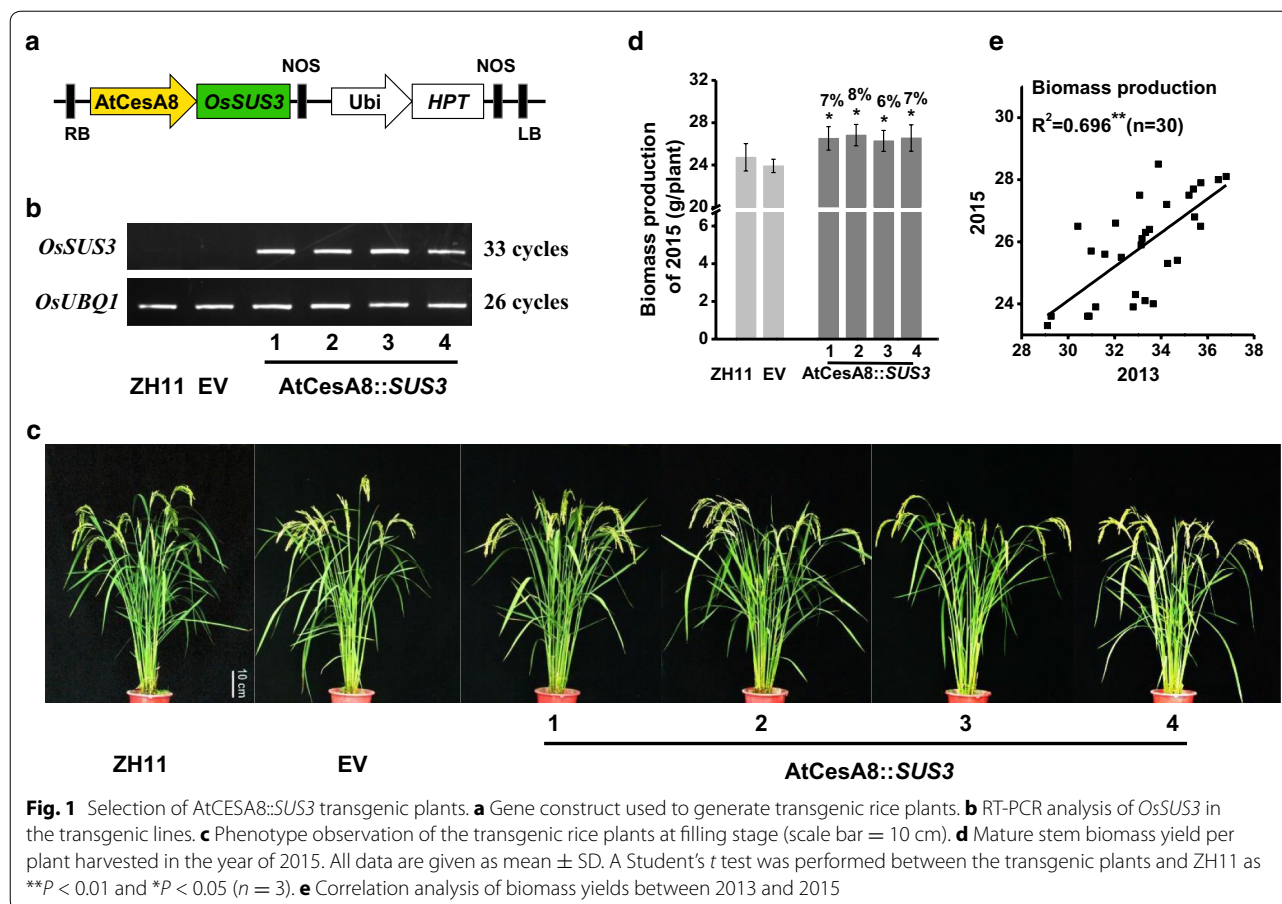 a
NOS
NOS
AtCesA8
OsSUS3
Ubi
HPT
RB
LB
b
OsSUS3
33 cycles
OsUBQ1
26 cycles
1 2 3 4
ZH11 EV AtCesA8::SUS3
d
Biomass production
of 2015 (g/plant)
32
28
24
20
8
6
4
2
0
7% 8% 6% 7%
* * * *
1 2 3 4
ZH11 EV AtCesA8::SUS3
e
Biomass production
R²=0.696**(n=30)
2015
30
28
26
24
28 30 32 34 36 38
2013
c
10 cm
1 2 3 4
ZH11 EV AtCesA8::SUS3
Fig. 1 Selection of AtCESA8::SUS3 transgenic plants. a Gene construct used to generate transgenic rice plants. b RT-PCR analysis of OsSUS3 in
the transgenic lines. c Phenotype observation of the transgenic rice plants at filling stage (scale bar = 10 cm). d Mature stem biomass yield per
plant harvested in the year of 2015. All data are given as mean ± SD. A Student’s t test was performed between the transgenic plants and ZH11 as
**P < 0.01 and *P < 0.05 (n = 3). e Correlation analysis of biomass yields between 2013 and 2015